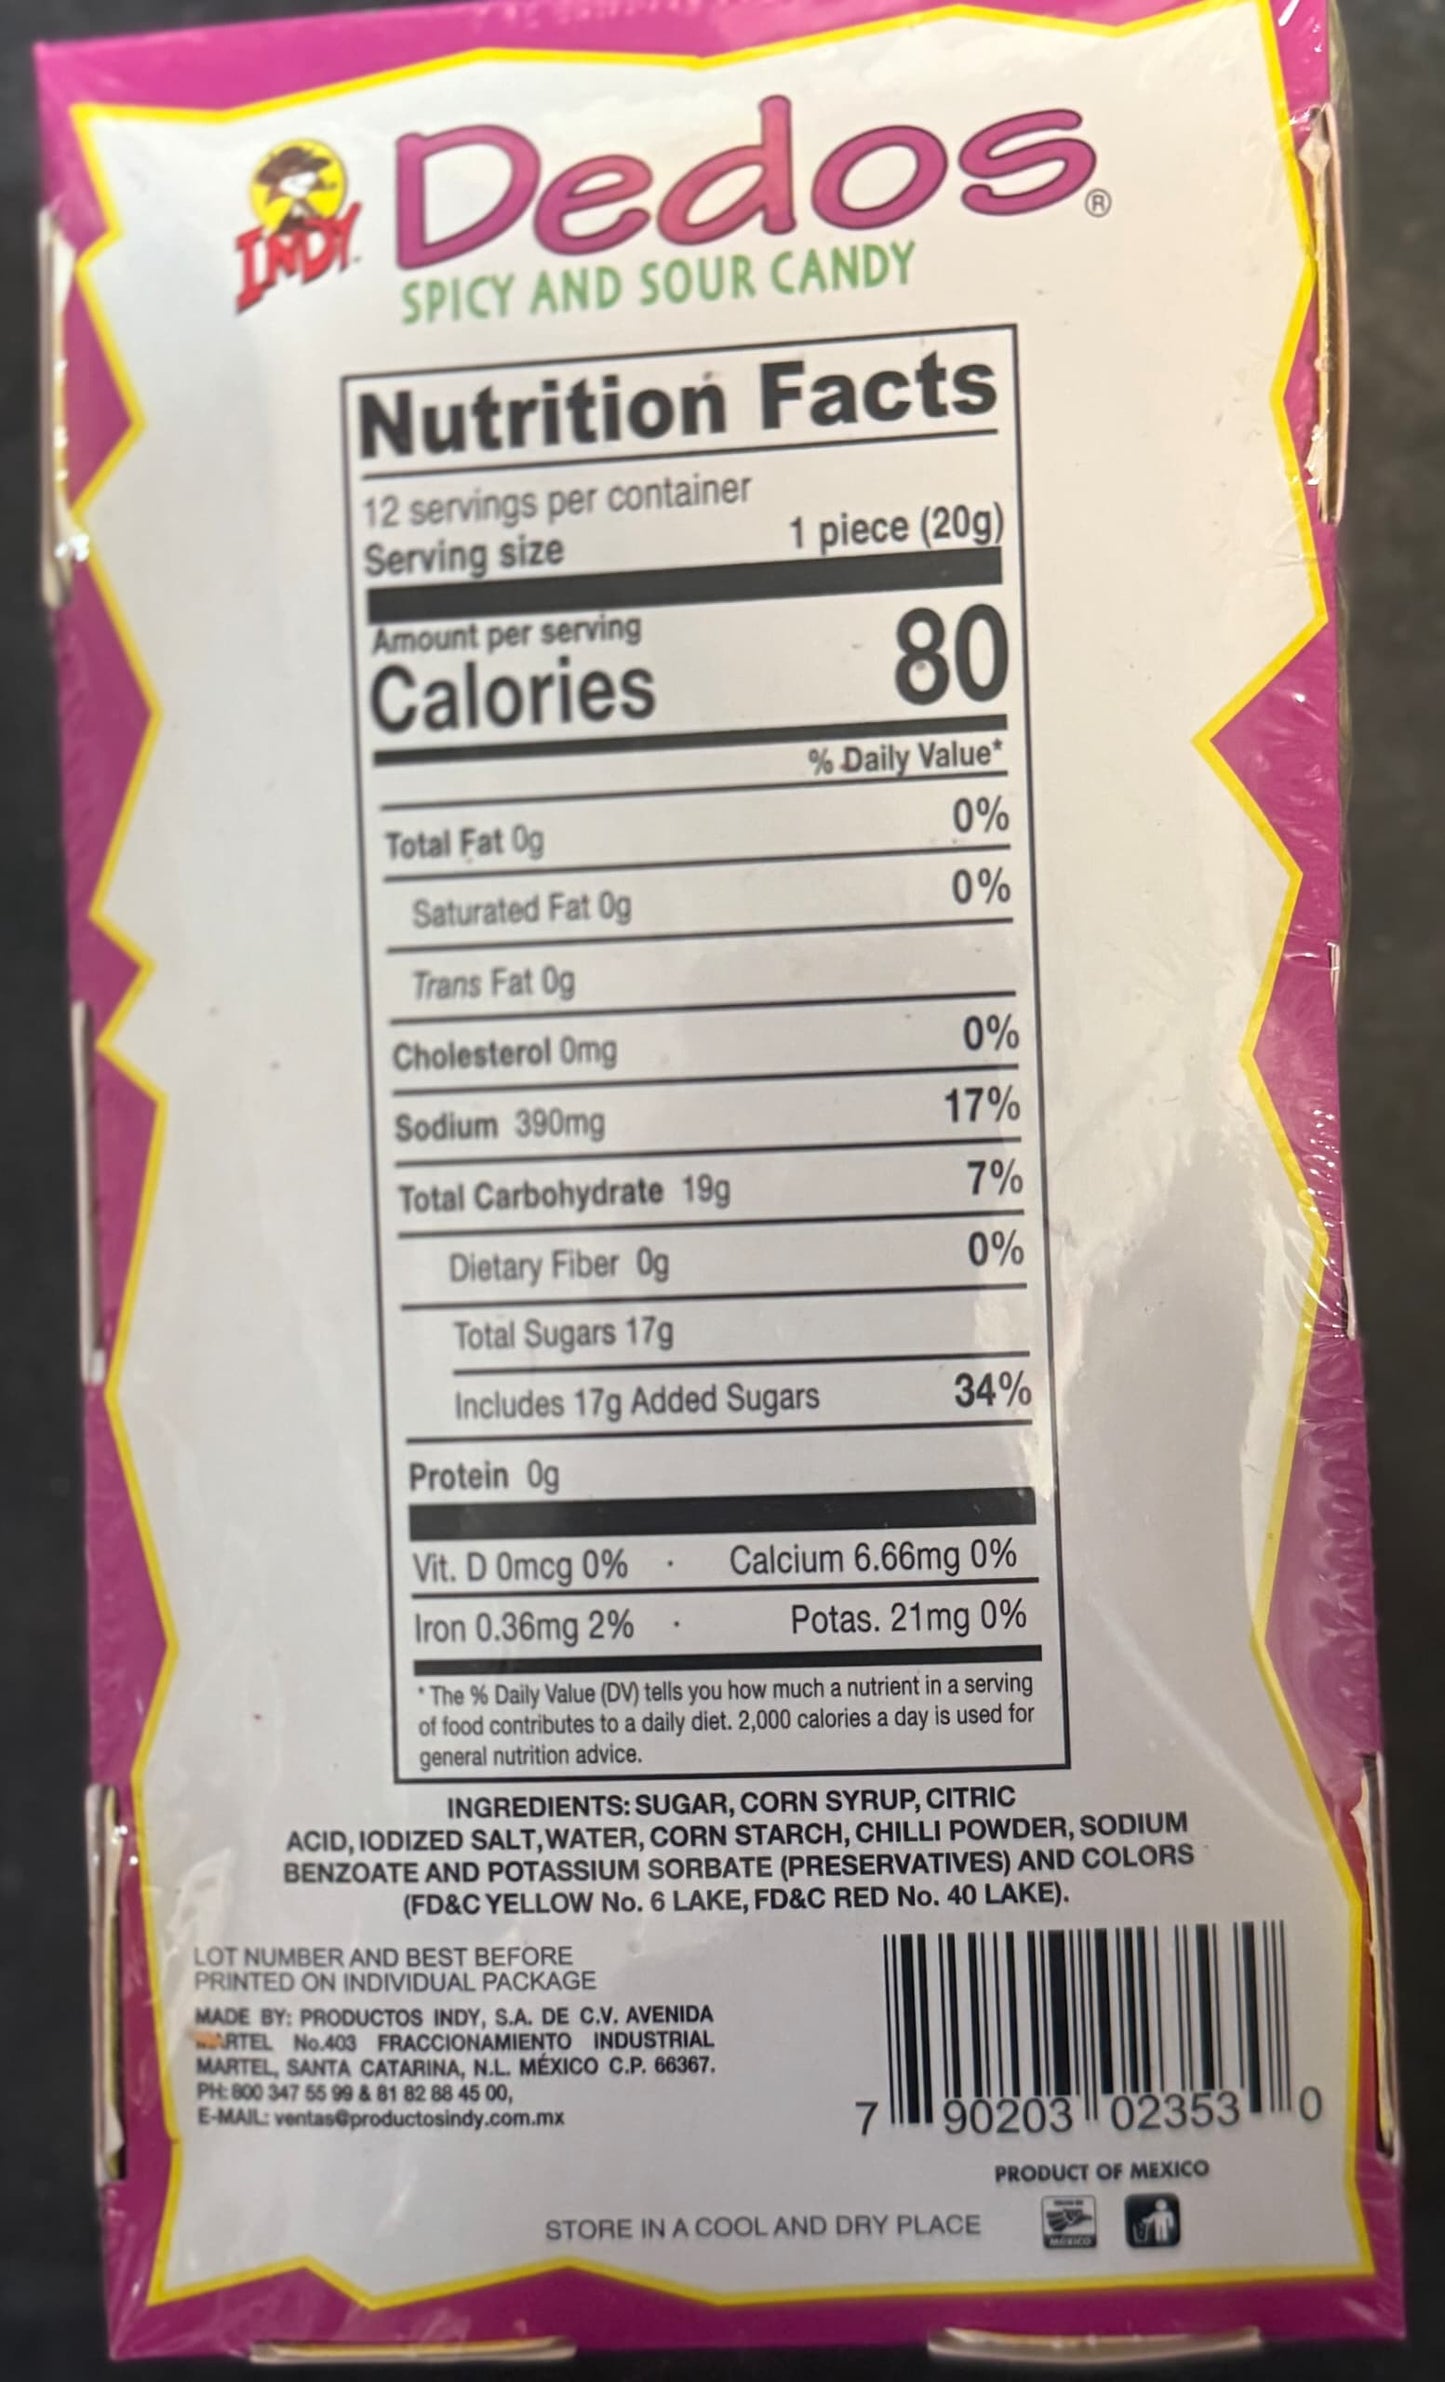 INDY
Dedos®
SPICY AND SOUR CANDY
Nutrition Facts
12 servings per container
Serving size 1 piece (20g)
Amount per serving
Calories 80
% Daily Value*
Total Fat 0g 0%
Saturated Fat 0g 0%
Trans Fat 0g
Cholesterol 0mg 0%
Sodium 390mg 17%
Total Carbohydrate 19g 7%
Dietary Fiber 0g 0%
Total Sugars 17g
Includes 17g Added Sugars 34%
Protein 0g
Vit. D 0mcg 0% · Calcium 6.66mg 0%
Iron 0.36mg 2% · Potas. 21mg 0%
* The % Daily Value (DV) tells you how much a nutrient in a serving
of food contributes to a daily diet. 2,000 calories a day is used for
general nutrition advice.
INGREDIENTS: SUGAR, CORN SYRUP, CITRIC
ACID, IODIZED SALT, WATER, CORN STARCH, CHILLI POWDER, SODIUM
BENZOATE AND POTASSIUM SORBATE (PRESERVATIVES) AND COLORS
(FD&C YELLOW No. 6 LAKE, FD&C RED No. 40 LAKE).
LOT NUMBER AND BEST BEFORE
PRINTED ON INDIVIDUAL PACKAGE
MADE BY: PRODUCTOS INDY, S.A. DE C.V. AVENIDA
MARTEL No.403 FRACCIONAMIENTO INDUSTRIAL
MARTEL, SANTA CATARINA, N.L. MÉXICO C.P. 66367.
PH: 800 347 55 99 & 81 82 88 45 00,
E-MAIL: ventas@productosindy.com.mx
7 90203 02353 0
PRODUCT OF MEXICO
STORE IN A COOL AND DRY PLACE
MÉXICO